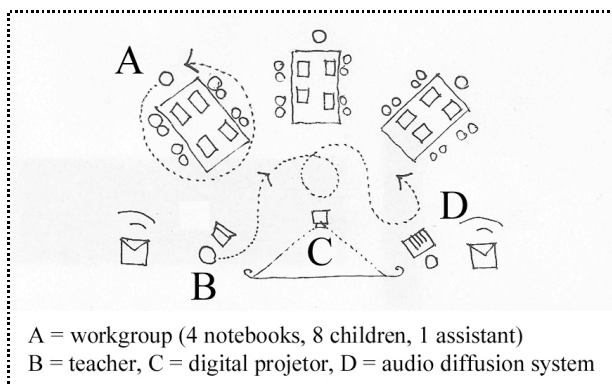 A
D
C
B
A = workgroup (4 notebooks, 8 children, 1 assistant)
B = teacher, C = digital projetor, D = audio diffusion system